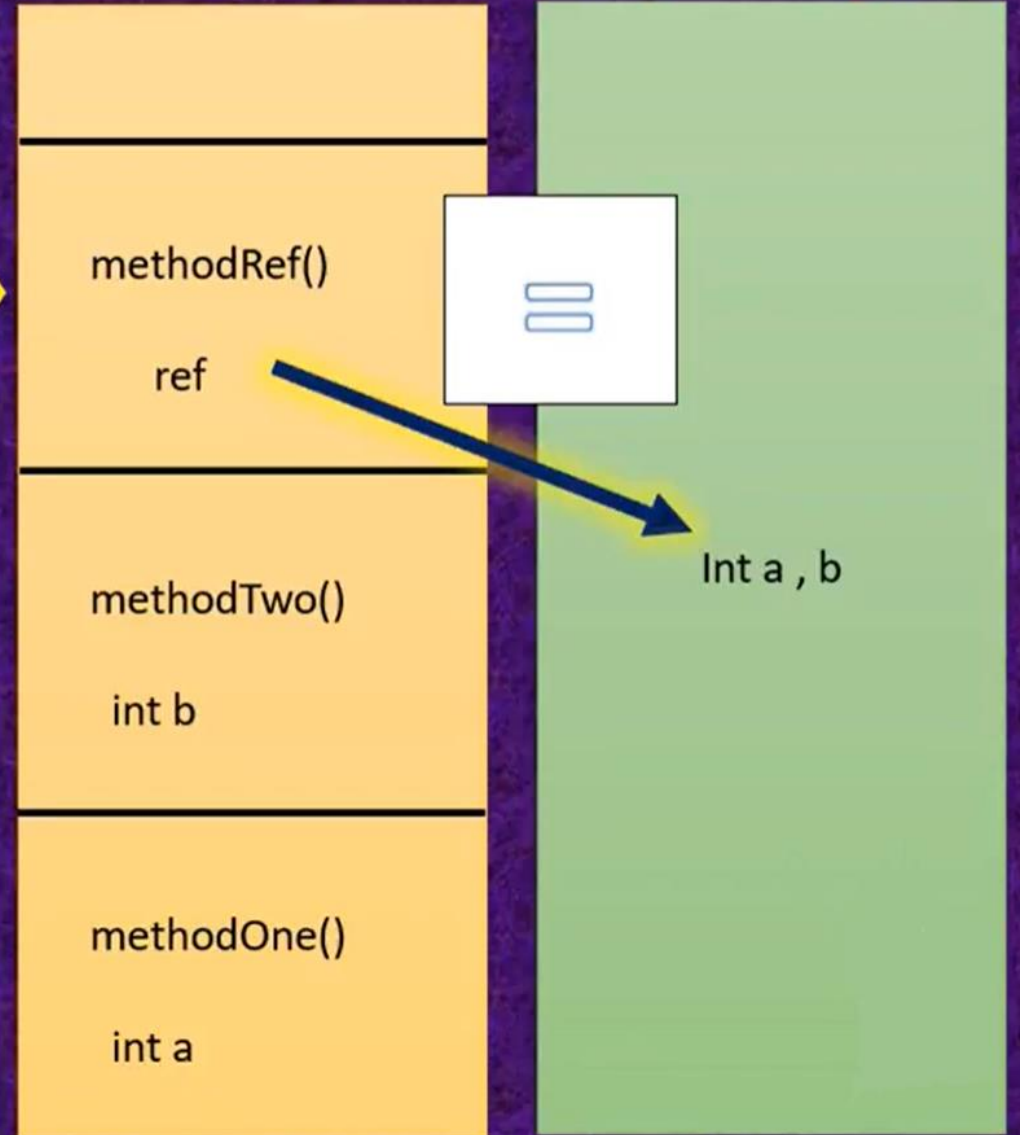 methodRef()
ref
Int a , b
methodTwo()
int b
methodOne()
int a